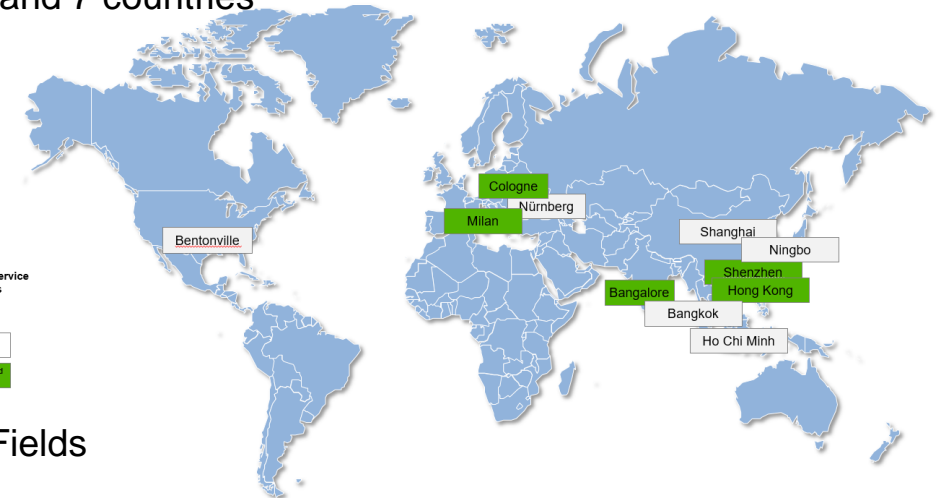 and 7 countries
Cologne
Nürnberg
Milan
Bentonville
Shanghai
Ningbo
Shenzhen
Hong Kong
Bangalore
Bangkok
Ho Chi Minh
Fields